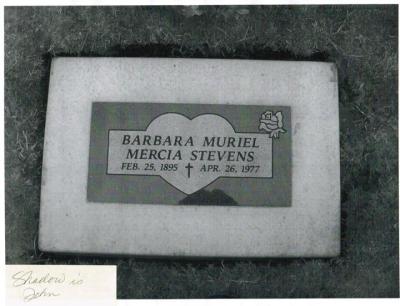 BARBARA MURIEL
MERCIA STEVENS
FEB. 25, 1895 † APR. 26, 1977
Shadow is
John